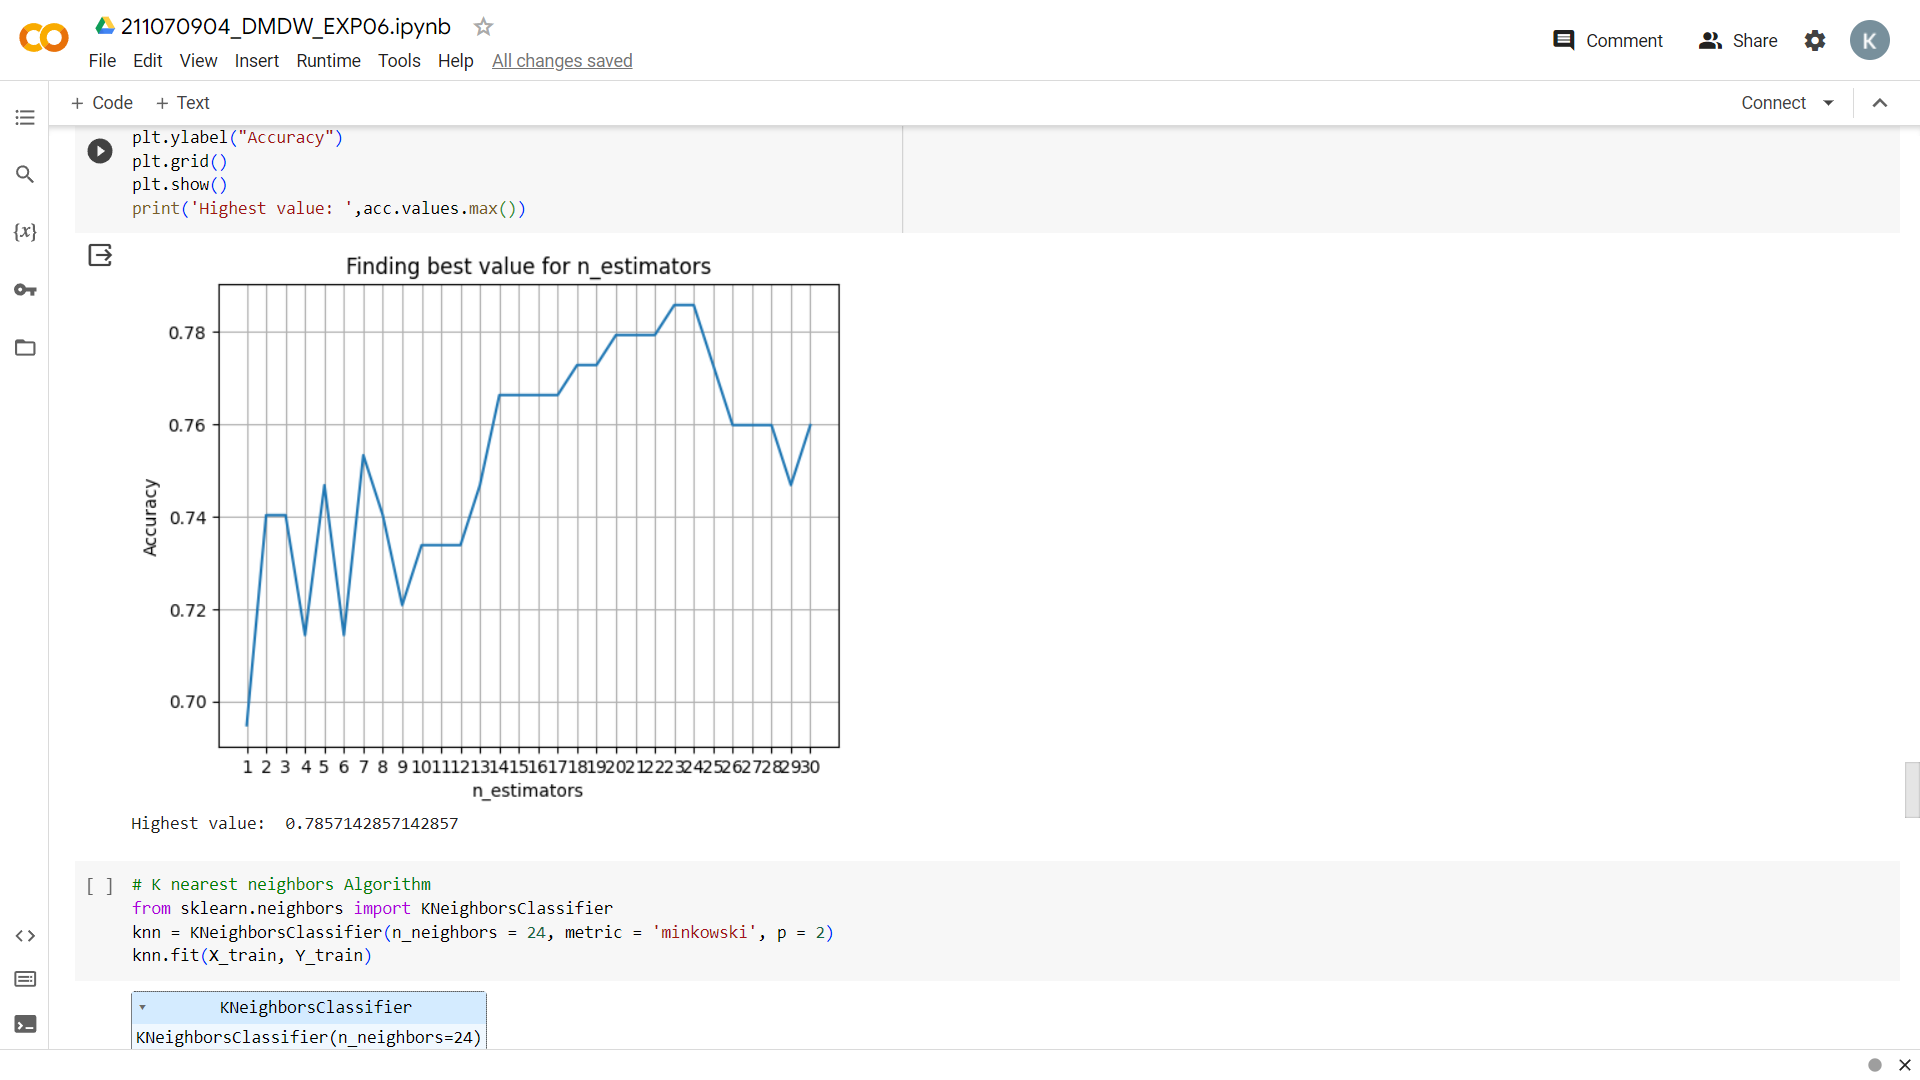 211070904_DMDW_EXP06.ipynb
File Edit View Insert Runtime Tools Help All changes saved
Comment Share K
+ Code + Text Connect
plt.ylabel("Accuracy")
plt.grid()
plt.show()
print('Highest value: ',acc.values.max())
{x}
Finding best value for n_estimators
0.78
0.76
0.74
0.72
0.70
Accuracy
1 2 3 4 5 6 7 8 9 10 11 12 13 14 15 16 17 18 19 20 21 22 23 24 25 26 27 28 29 30
n_estimators
Highest value:  0.7857142857142857
[ ] # K nearest neighbors Algorithm
from sklearn.neighbors import KNeighborsClassifier
knn = KNeighborsClassifier(n_neighbors = 24, metric = 'minkowski', p = 2)
knn.fit(X_train, Y_train)
KNeighborsClassifier
KNeighborsClassifier(n_neighbors=24)